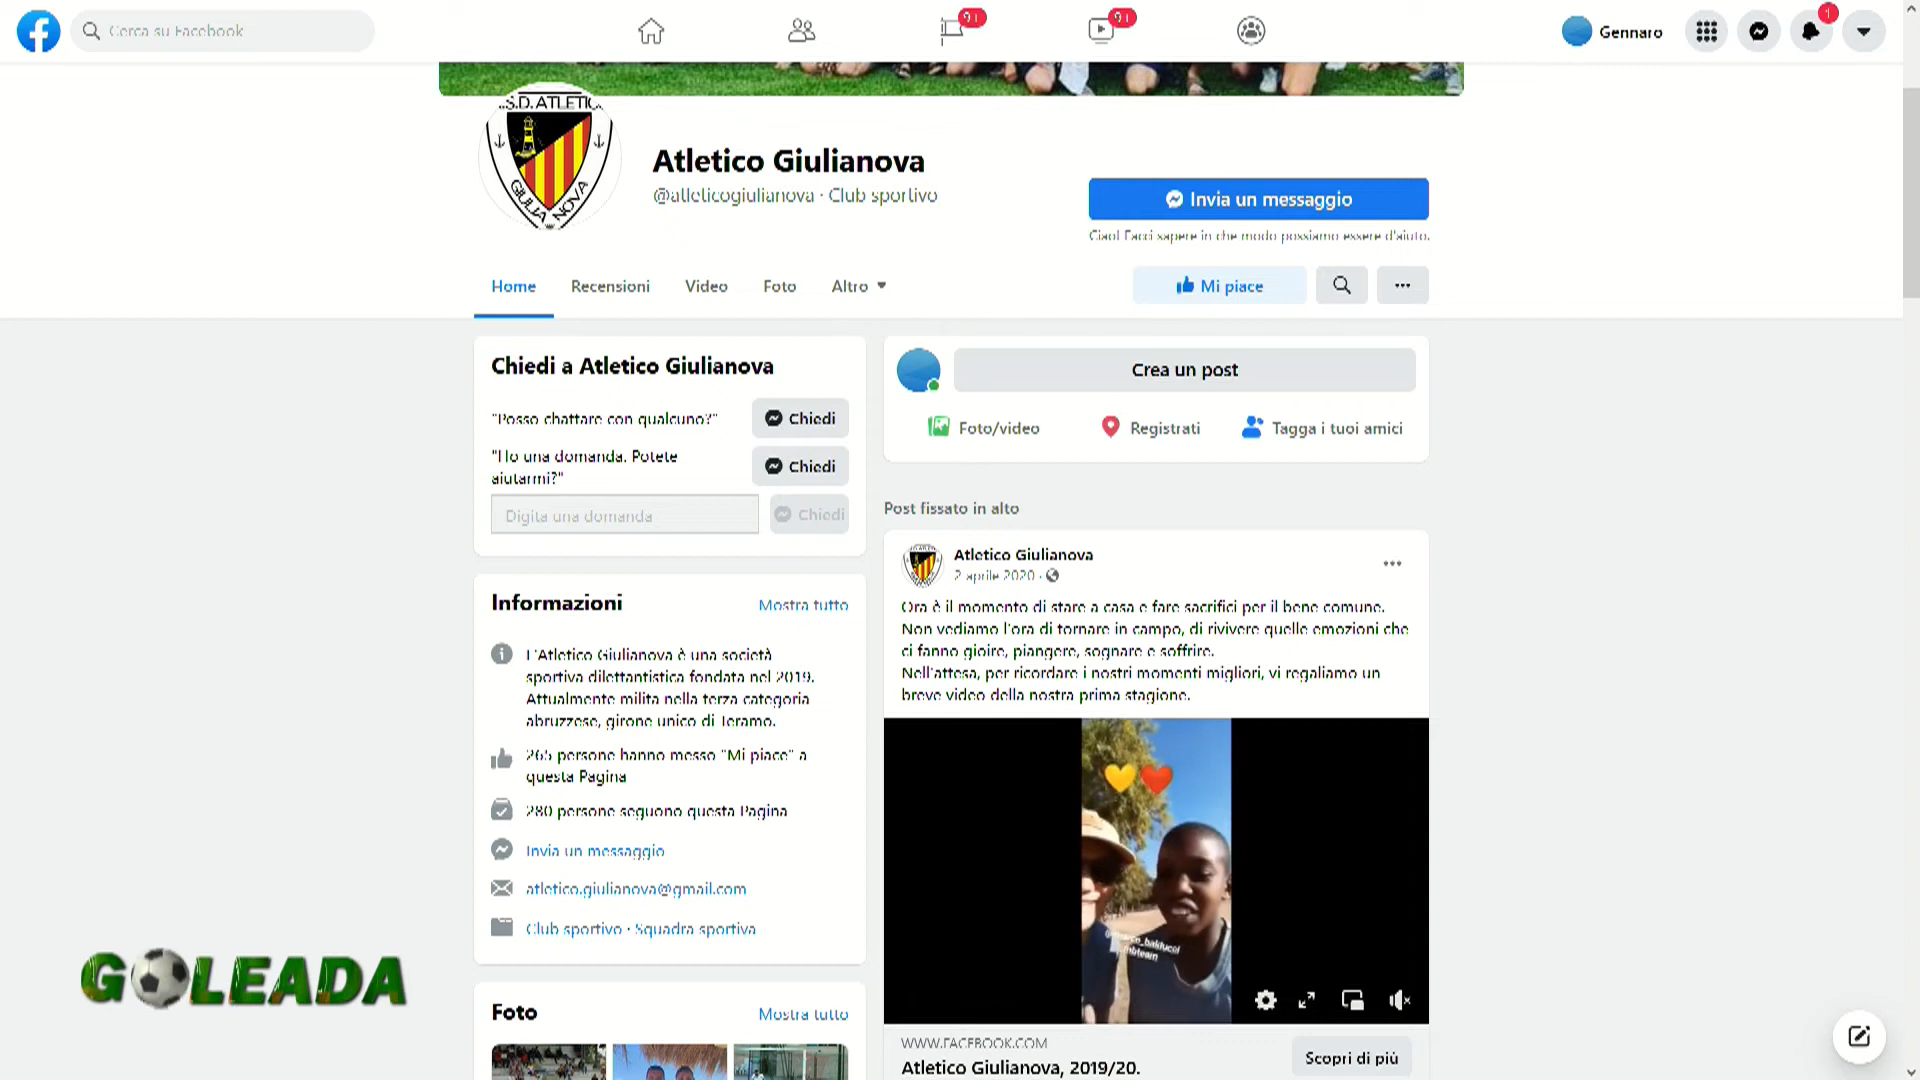 Cerca su Facebook
9+
9+
Gennaro
1
S.D. ATLETIC
GIULIA NOVA
Atletico Giulianova
@atleticogiulianova · Club sportivo
Invia un messaggio
Ciao! Facci sapere in che modo possiamo essere d'aiuto.
Home
Recensioni
Video
Foto
Altro
Mi piace
Chiedi a Atletico Giulianova
"Posso chattare con qualcuno?"
Chiedi
"Ho una domanda. Potete
aiutarmi?"
Chiedi
Digita una domanda
Chiedi
Informazioni
Mostra tutto
L'Atletico Giulianova è una società
sportiva dilettantistica fondata nel 2019.
Attualmente milita nella terza categoria
abruzzese, girone unico di Teramo.
265 persone hanno messo "Mi piace" a
questa Pagina
280 persone seguono questa Pagina
Invia un messaggio
atletico.giulianova@gmail.com
Club sportivo · Squadra sportiva
Foto
Mostra tutto
Crea un post
Foto/video
Registrati
Tagga i tuoi amici
Post fissato in alto
Atletico Giulianova
2 aprile 2020 ·
Ora è il momento di stare a casa e fare sacrifici per il bene comune.
Non vediamo l'ora di tornare in campo, di rivivere quelle emozioni che
ci fanno gioire, piangere, sognare e soffrire.
Nell'attesa, per ricordare i nostri momenti migliori, vi regaliamo un
breve video della nostra prima stagione.
WWW.FACEBOOK.COM
Atletico Giulianova, 2019/20.
Scopri di più
GOLEADA